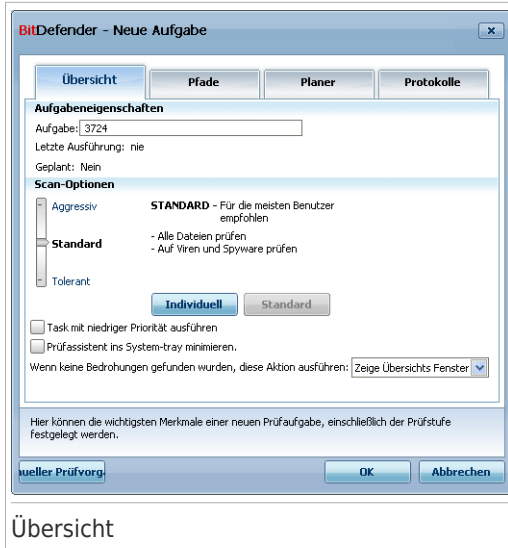 BitDefender - Neue Aufgabe
Übersicht Pfade Planer Protokolle
Aufgabeneigenschaften
Aufgabe: 3724
Letzte Ausführung: nie
Geplant: Nein
Scan-Optionen
Aggressiv
Standard
Tolerant
STANDARD - Für die meisten Benutzer
empfohlen
- Alle Dateien prüfen
- Auf Viren und Spyware prüfen
Individuell Standard
Task mit niedriger Priorität ausführen
Prüfassistent ins System-tray minimieren.
Wenn keine Bedrohungen gefunden wurden, diese Aktion ausführen: Zeige Übersichts Fenster
Hier können die wichtigsten Merkmale einer neuen Prüfaufgabe, einschließlich der Prüfstufe
festgelegt werden.
ueller Prüfvorg. OK Abbrechen
Übersicht